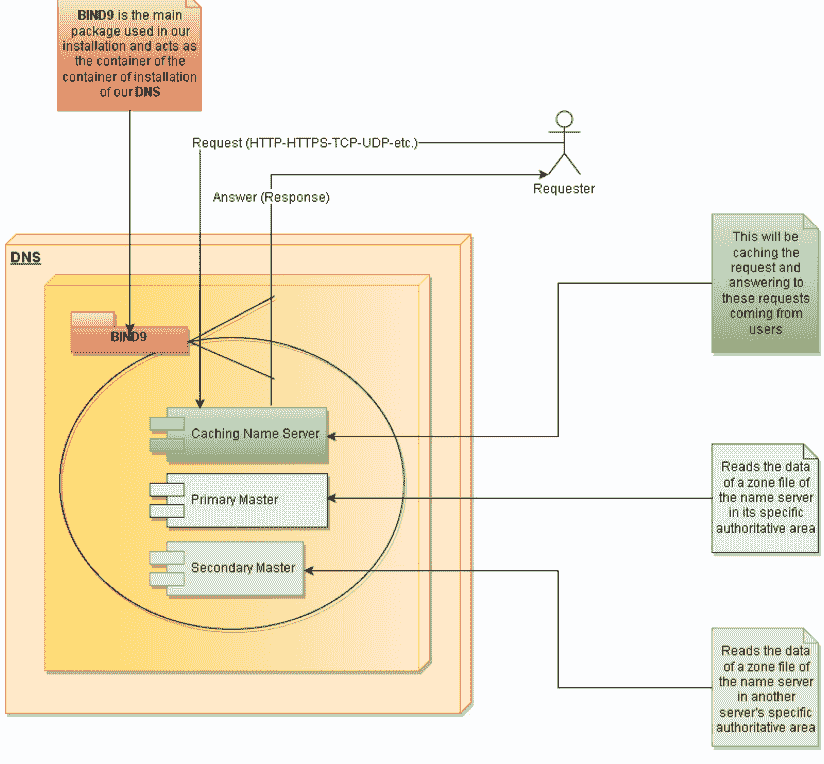 BIND9 is the main
package used in our
installation and acts as
the container of the
container of installation
of our DNS
Request (HTTP-HTTPS-TCP-UDP-etc.)
Answer (Response)
Requester
DNS
This will be
caching the
request and
answering to
these requests
coming from
users
BIND9
Caching Name Server
Primary Master
Reads the data
of a zone file of
the name server
in its specific
authoritative area
Secondary Master
Reads the data
of a zone file of
the name server
in another
server's specific
authoritative area